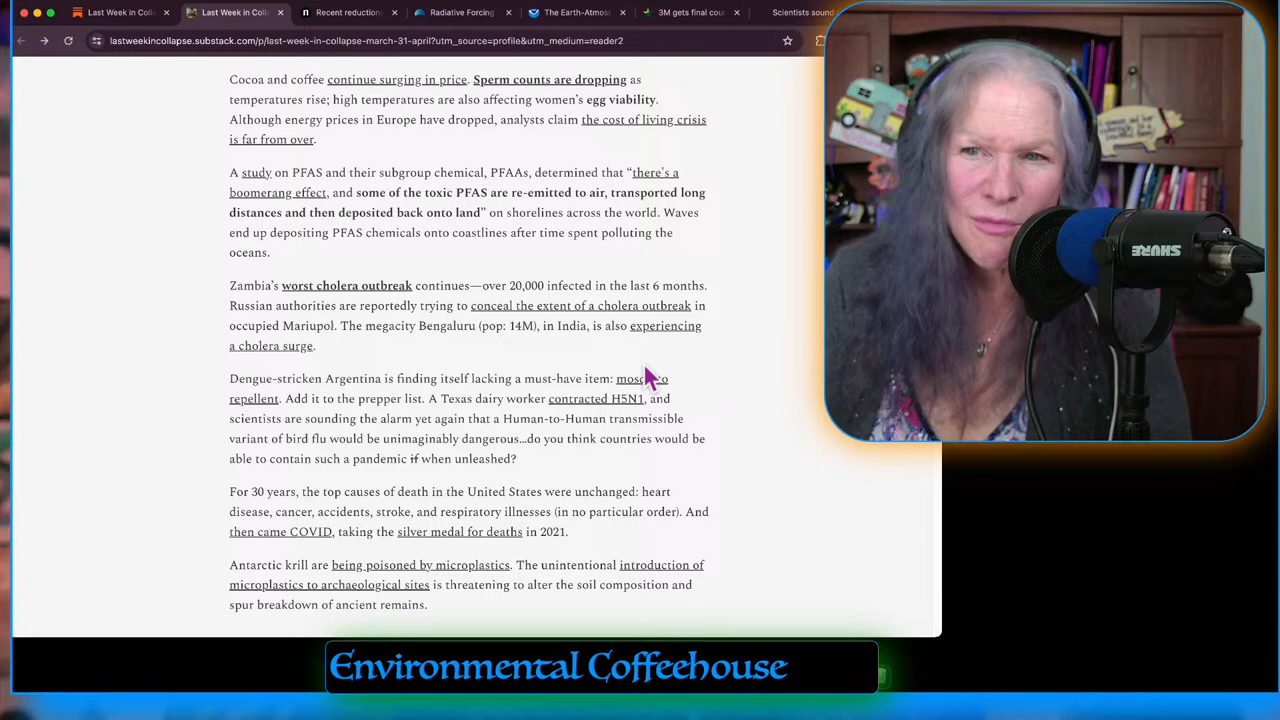 Last Week in Coll
Last Week in Coll
Recent reduction
Radiative Forcing
The Earth-Atmos
3M gets final cou
Scientists sound
lastweekincollapse.substack.com/p/last-week-in-collapse-march-31-april?utm_source=profile&utm_medium=reader2
Cocoa and coffee continue surging in price. Sperm counts are dropping as
temperatures rise; high temperatures are also affecting women's egg viability.
Although energy prices in Europe have dropped, analysts claim the cost of living crisis
is far from over.
A study on PFAS and their subgroup chemical, PFAAs, determined that “there's a
boomerang effect, and some of the toxic PFAS are re-emitted to air, transported long
distances and then deposited back onto land” on shorelines across the world. Waves
end up depositing PFAS chemicals onto coastlines after time spent polluting the
oceans.
Zambia's worst cholera outbreak continues—over 20,000 infected in the last 6 months.
Russian authorities are reportedly trying to conceal the extent of a cholera outbreak in
occupied Mariupol. The megacity Bengaluru (pop: 14M), in India, is also experiencing
a cholera surge.
Dengue-stricken Argentina is finding itself lacking a must-have item: mosquito
repellent. Add it to the prepper list. A Texas dairy worker contracted H5N1, and
scientists are sounding the alarm yet again that a Human-to-Human transmissible
variant of bird flu would be unimaginably dangerous…do you think countries would be
able to contain such a pandemic if when unleashed?
For 30 years, the top causes of death in the United States were unchanged: heart
disease, cancer, accidents, stroke, and respiratory illnesses (in no particular order). And
then came COVID, taking the silver medal for deaths in 2021.
Antarctic krill are being poisoned by microplastics. The unintentional introduction of
microplastics to archaeological sites is threatening to alter the soil composition and
spur breakdown of ancient remains.
SHURE
Environmental Coffeehouse